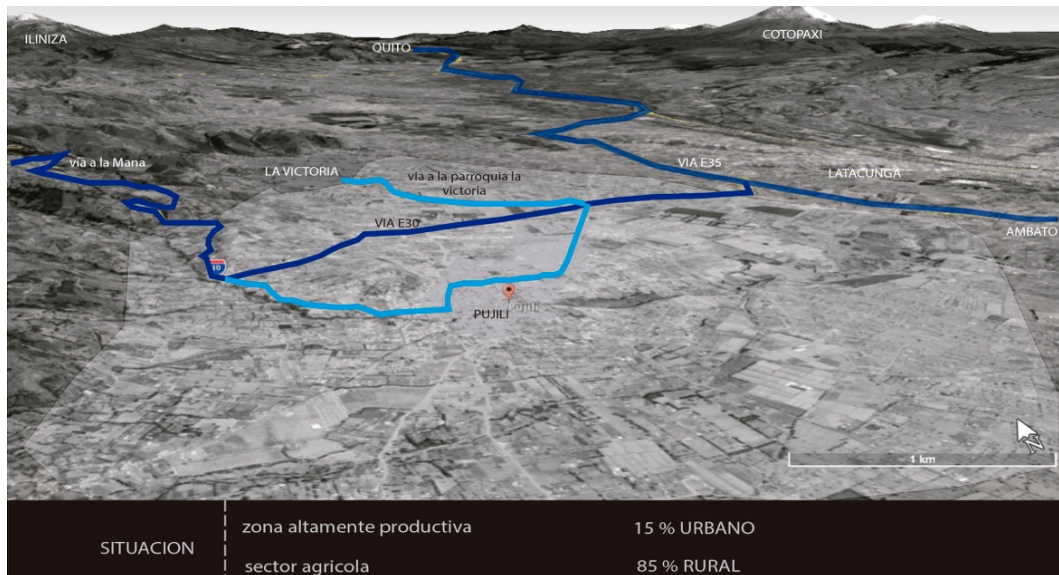 ILINIZA
COTOPAXI
QUITO
via a la Mana
LA VICTORIA
via a la parroquia la
victoria
VIA E35
LATACUNGA
VIA E30
AMBATO
10
PUJILI
Pujili
N
1 km
SITUACION
zona altamente productiva
15 % URBANO
sector agricola
85 % RURAL